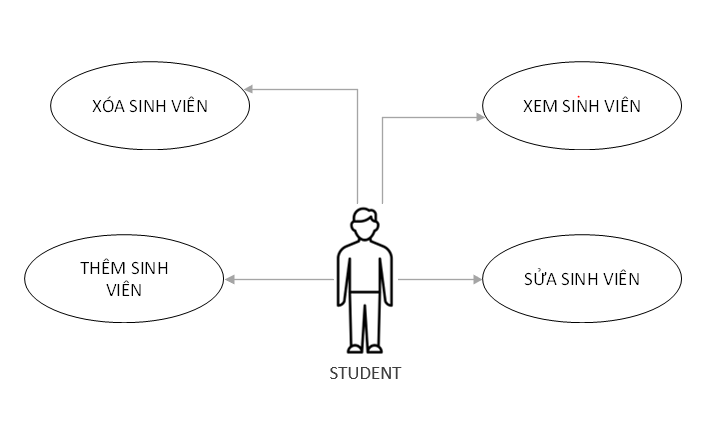 XÓA SINH VIÊN
XEM SINH VIÊN
THÊM SINH
VIÊN
SỬA SINH VIÊN
STUDENT